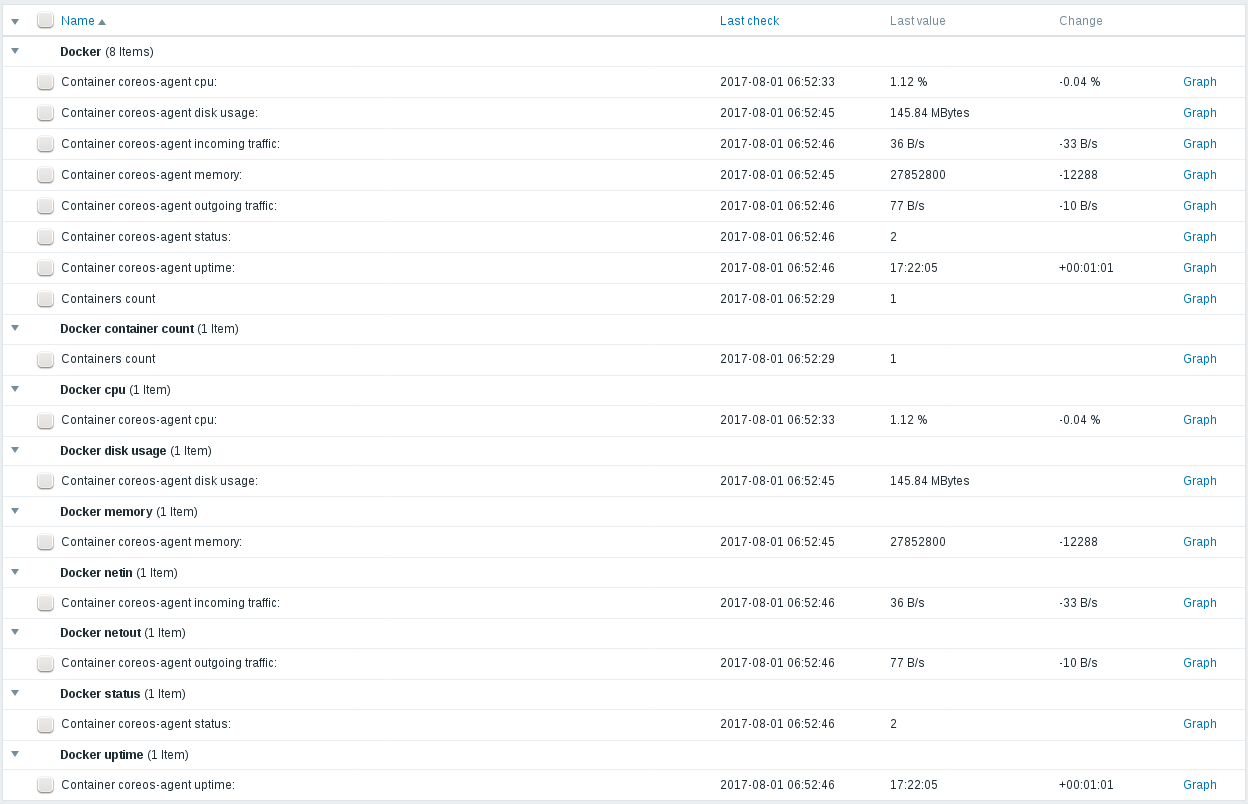 Name Last check Last value Change
Docker (8 Items)
Container coreos-agent cpu: 2017-08-01 06:52:33 1.12 % -0.04 % Graph
Container coreos-agent disk usage: 2017-08-01 06:52:45 145.84 MBytes Graph
Container coreos-agent incoming traffic: 2017-08-01 06:52:46 36 B/s -33 B/s Graph
Container coreos-agent memory: 2017-08-01 06:52:45 27852800 -12288 Graph
Container coreos-agent outgoing traffic: 2017-08-01 06:52:46 77 B/s -10 B/s Graph
Container coreos-agent status: 2017-08-01 06:52:46 2 Graph
Container coreos-agent uptime: 2017-08-01 06:52:46 17:22:05 +00:01:01 Graph
Containers count 2017-08-01 06:52:29 1 Graph
Docker container count (1 Item)
Containers count 2017-08-01 06:52:29 1 Graph
Docker cpu (1 Item)
Container coreos-agent cpu: 2017-08-01 06:52:33 1.12 % -0.04 % Graph
Docker disk usage (1 Item)
Container coreos-agent disk usage: 2017-08-01 06:52:45 145.84 MBytes Graph
Docker memory (1 Item)
Container coreos-agent memory: 2017-08-01 06:52:45 27852800 -12288 Graph
Docker netin (1 Item)
Container coreos-agent incoming traffic: 2017-08-01 06:52:46 36 B/s -33 B/s Graph
Docker netout (1 Item)
Container coreos-agent outgoing traffic: 2017-08-01 06:52:46 77 B/s -10 B/s Graph
Docker status (1 Item)
Container coreos-agent status: 2017-08-01 06:52:46 2 Graph
Docker uptime (1 Item)
Container coreos-agent uptime: 2017-08-01 06:52:46 17:22:05 +00:01:01 Graph